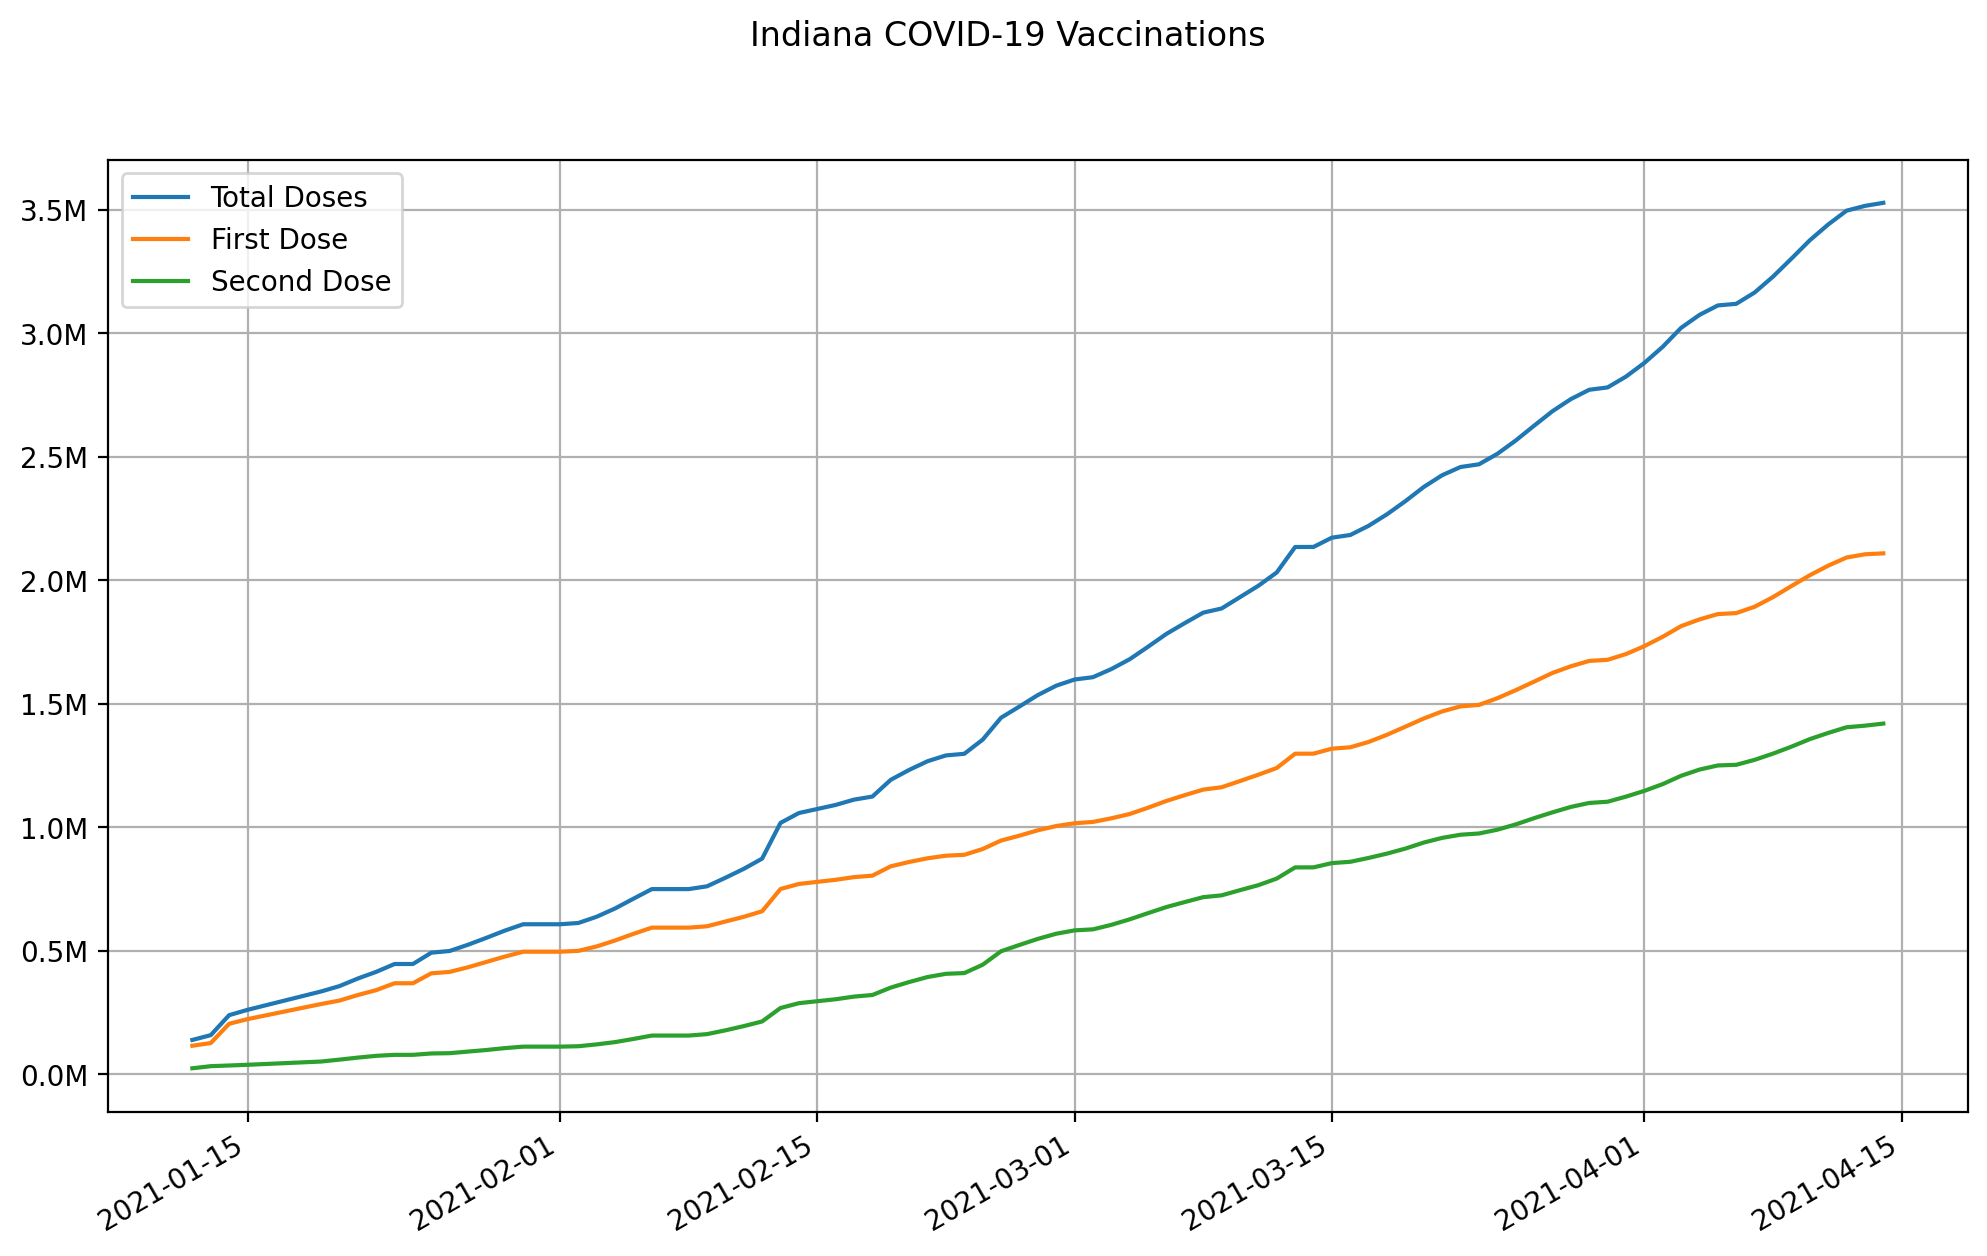 Indiana COVID-19 Vaccinations
Total Doses
First Dose
Second Dose
3.5M
3.0M
2.5M
2.0M
1.5M
1.0M
0.5M
0.0M
2021-01-15
2021-02-01
2021-02-15
2021-03-01
2021-03-15
2021-04-01
2021-04-15